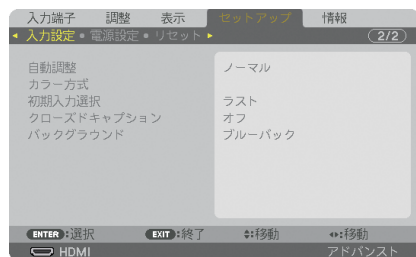 入力端子 調整 表示 セットアップ 情報
入力設定 電源設定 リセット 2/2
自動調整 ノーマル
カラー方式
初期入力選択 ラスト
クローズドキャプション オフ
バックグラウンド ブルーバック
ENTER:選択 EXIT:終了 :移動 :移動
HDMI アドバンスト